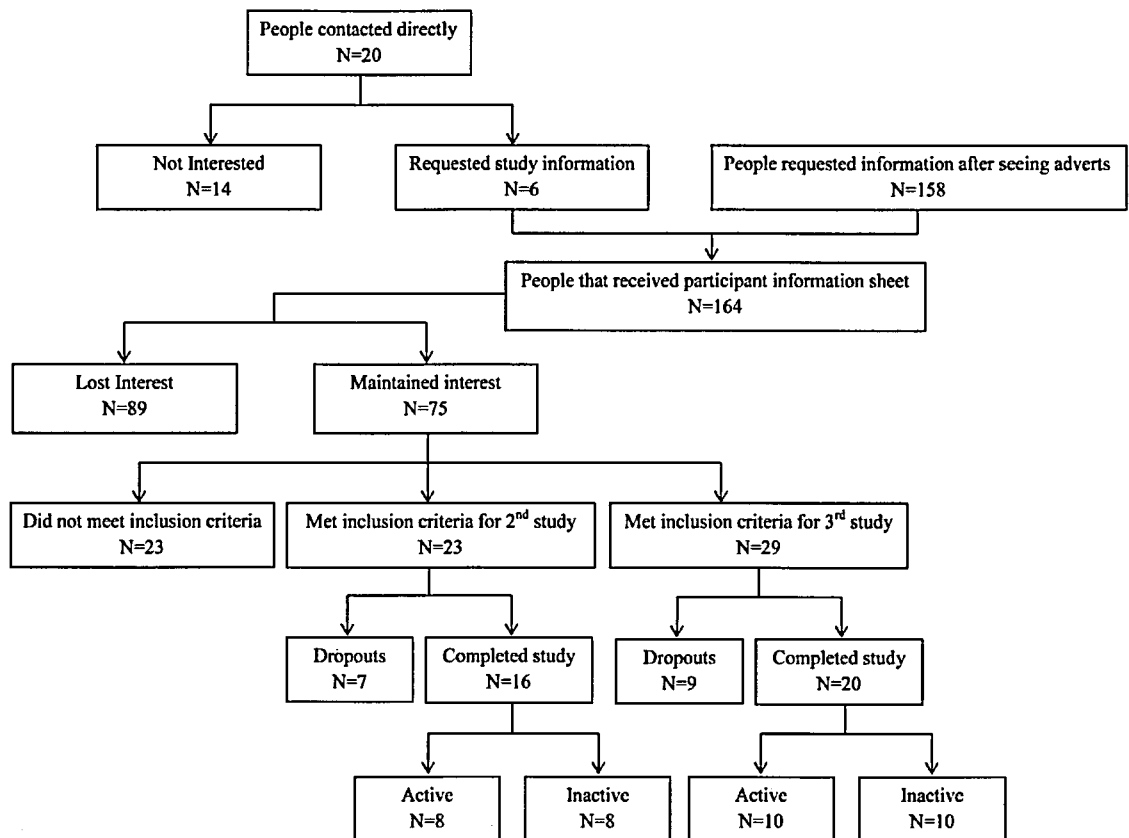 People contacted directly
N=20
Not Interested
N=14
Requested study information
N=6
People requested information after seeing adverts
N=158
People that received participant information sheet
N=164
Lost Interest
N=89
Maintained interest
N=75
Did not meet inclusion criteria
N=23
Met inclusion criteria for 2nd study
N=23
Met inclusion criteria for 3rd study
N=29
Dropouts
N=7
Completed study
N=16
Dropouts
N=9
Completed study
N=20
Active
N=8
Inactive
N=8
Active
N=10
Inactive
N=10